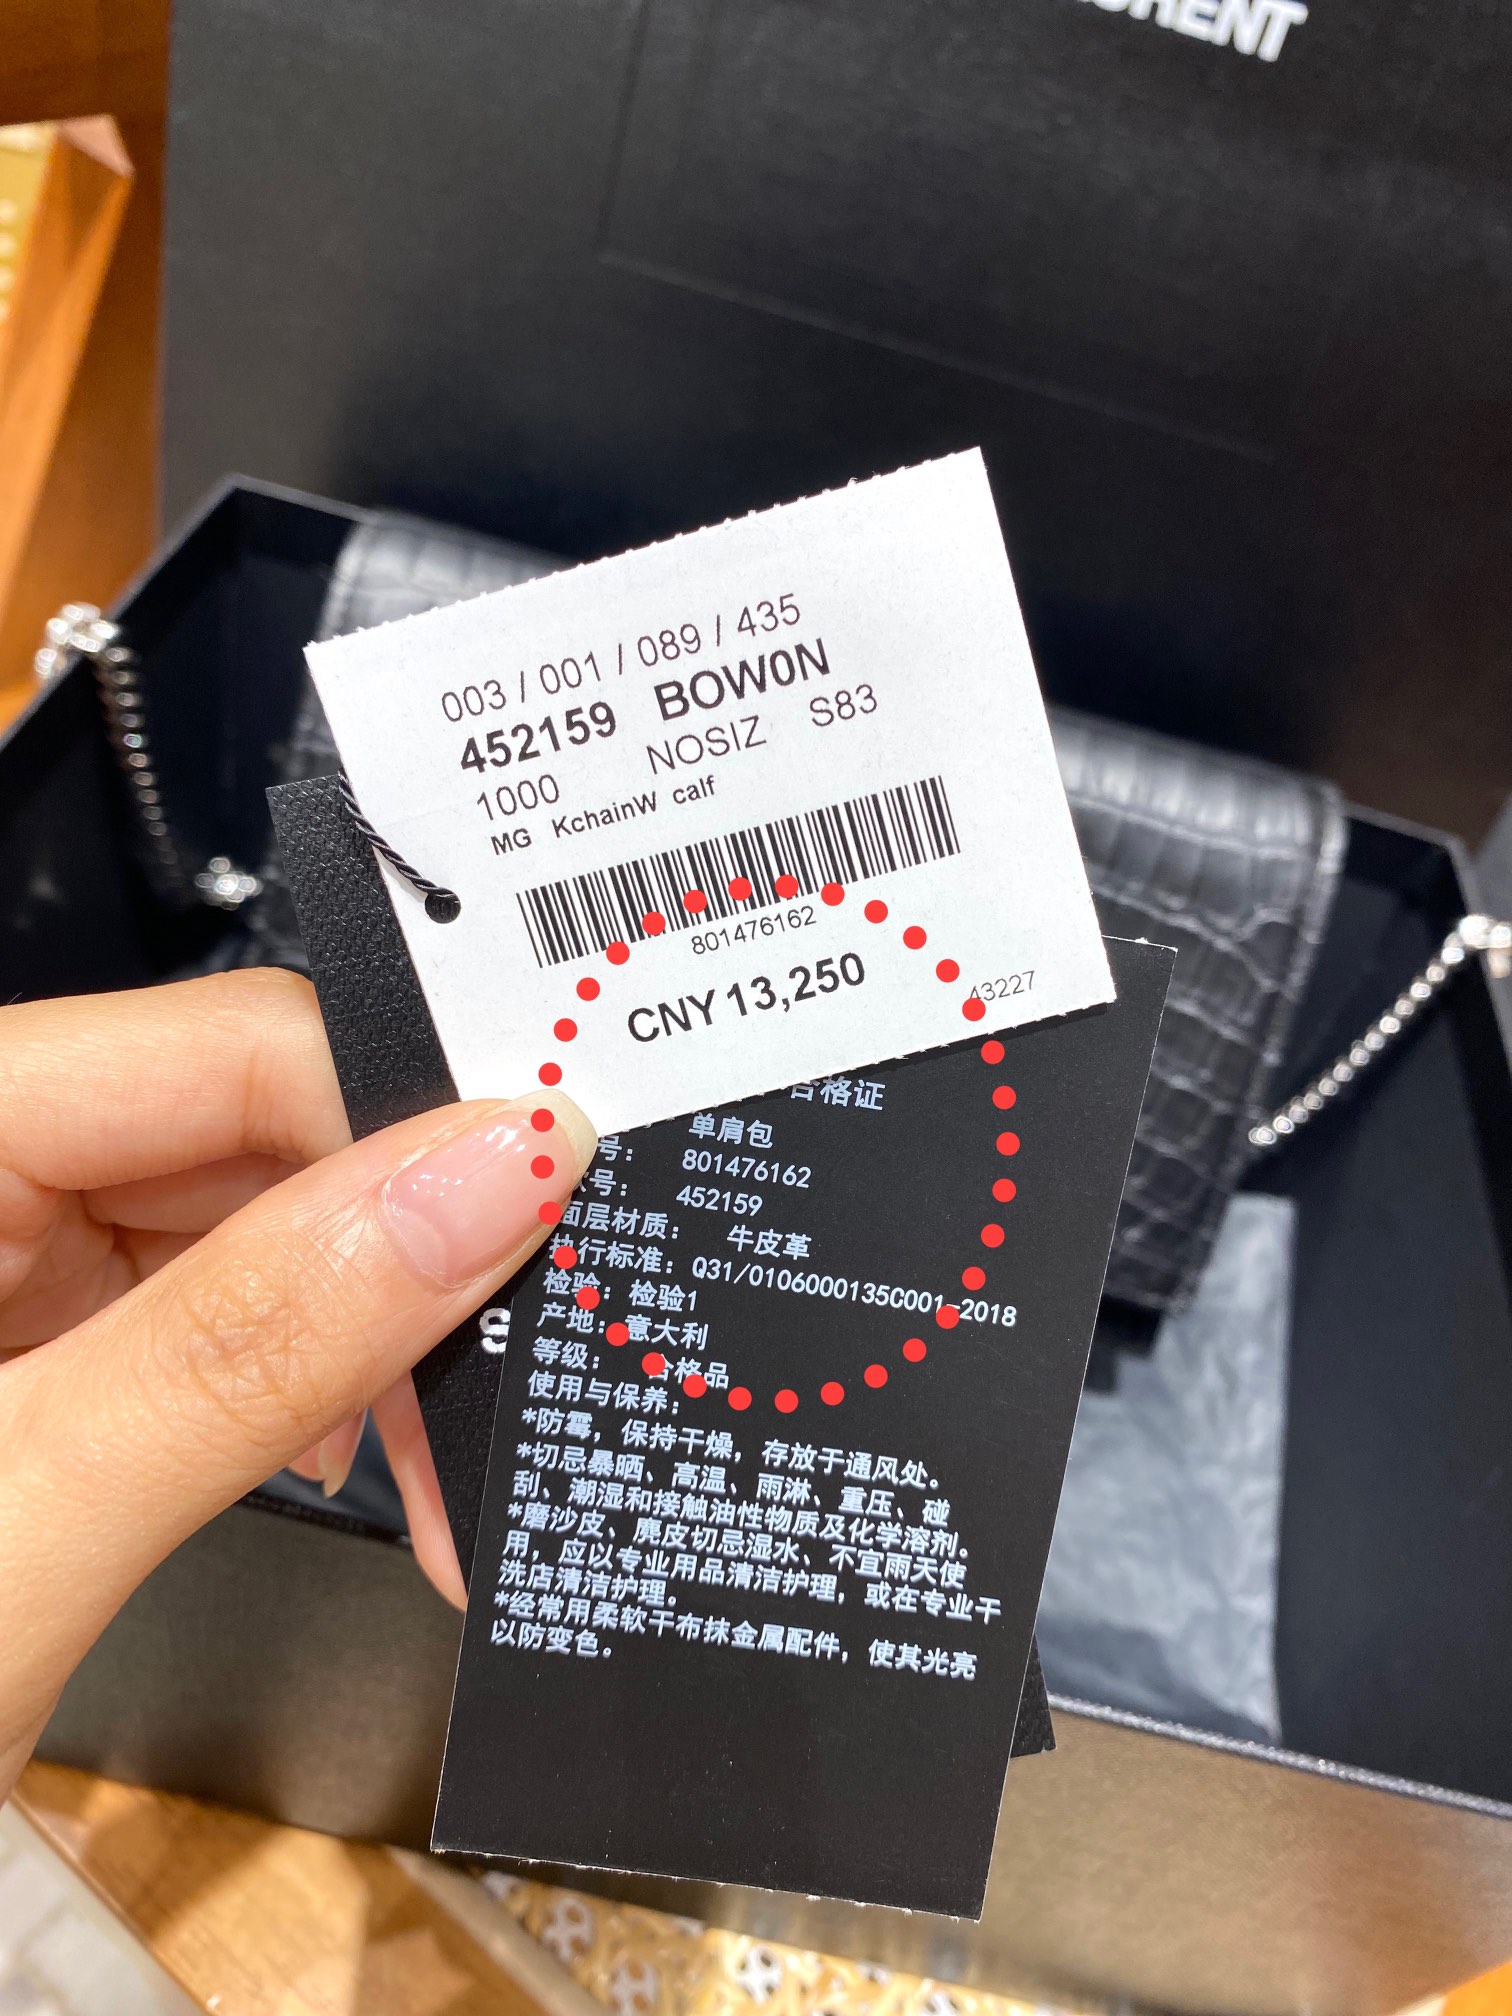 003 / 001 / 089 / 435
452159 BOW0N
1000 NOSIZ S83
MG KchainW calf
801476162
CNY 13,250
43227
合格证
单肩包
号: 801476162
号: 452159
面层材质: 牛皮革
执行标准: Q31/0106000135C001-2018
检验: 检验1
产地: 意大利
等级: 合格品
使用与保养:
*防霉，保持干燥，存放于通风处。
*切忌暴晒、高温、雨淋、重压、碰
刮、潮湿和接触油性物质及化学溶剂。
*磨沙皮、麂皮切忌湿水、不宜雨天使
用，应以专业用品清洁护理，或在专业干
洗店清洁护理。
*经常用柔软干布抹金属配件，使其光亮
以防变色。